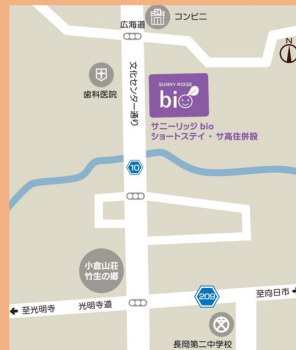 コンビニ
広海道
N
歯科医院
文化センター通り
SUNNY RIDGE
bio
サニーリッジ bio
ショートステイ・サ高住併設
10
小倉山荘
竹生の郷
209
至向日市
至光明寺
光明寺道
長岡第二中学校